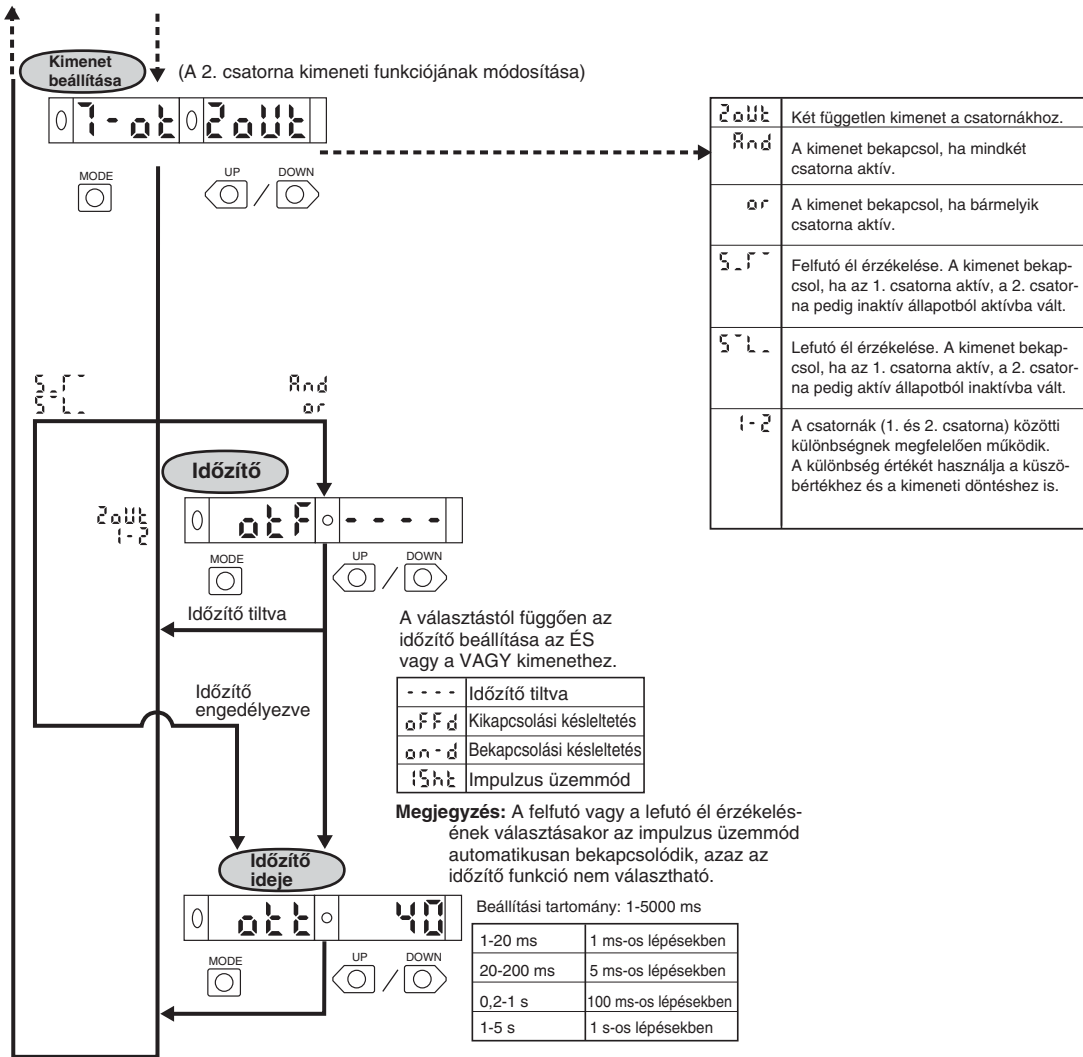 Kimenet
beállítása
(A 2. csatorna kimeneti funkciójának módosítása)
7-ot 2oUt
MODE
UP / DOWN
2oUt Két független kimenet a csatornákhoz.
And A kimenet bekapcsol, ha mindkét
csatorna aktív.
or A kimenet bekapcsol, ha bármelyik
csatorna aktív.
Felfutó él érzékelése. A kimenet bekap-
csol, ha az 1. csatorna aktív, a 2. csator-
na pedig inaktív állapotból aktívba vált.
Lefutó él érzékelése. A kimenet bekap-
csol, ha az 1. csatorna aktív, a 2. csator-
na pedig aktív állapotból inaktívba vált.
1-2 A csatornák (1. és 2. csatorna) közötti
különbségnek megfelelően működik.
A különbség értékét használja a küszö-
bértékhez és a kimeneti döntéshez is.
And
or
Időzítő
2oUt
1-2
otF - - - -
MODE
UP / DOWN
Időzítő tiltva
A választástól függően az
időzítő beállítása az ÉS
vagy a VAGY kimenethez.
- - - - Időzítő tiltva
oFFd Kikapcsolási késleltetés
on-d Bekapcsolási késleltetés
1Sht Impulzus üzemmód
Időzítő
engedélyezve
Megjegyzés: A felfutó vagy a lefutó él érzékelés-
ének választásakor az impulzus üzemmód
automatikusan bekapcsolódik, azaz az
időzítő funkció nem választható.
Időzítő
ideje
ott 40
MODE
UP / DOWN
Beállítási tartomány: 1-5000 ms
1-20 ms 1 ms-os lépésekben
20-200 ms 5 ms-os lépésekben
0,2-1 s 100 ms-os lépésekben
1-5 s 1 s-os lépésekben